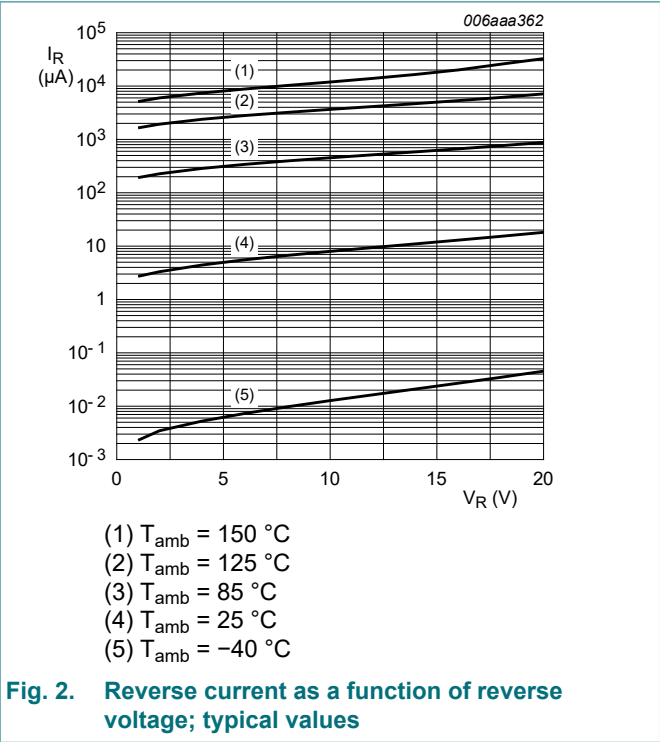 006aaa362
I_R
(µA)
10^5
10^4
10^3
10^2
10
1
10^-1
10^-2
10^-3
(1)
(2)
(3)
(4)
(5)
0 5 10 15 20
V_R (V)
(1) T_amb = 150 °C
(2) T_amb = 125 °C
(3) T_amb = 85 °C
(4) T_amb = 25 °C
(5) T_amb = −40 °C
Fig. 2. Reverse current as a function of reverse
voltage; typical values